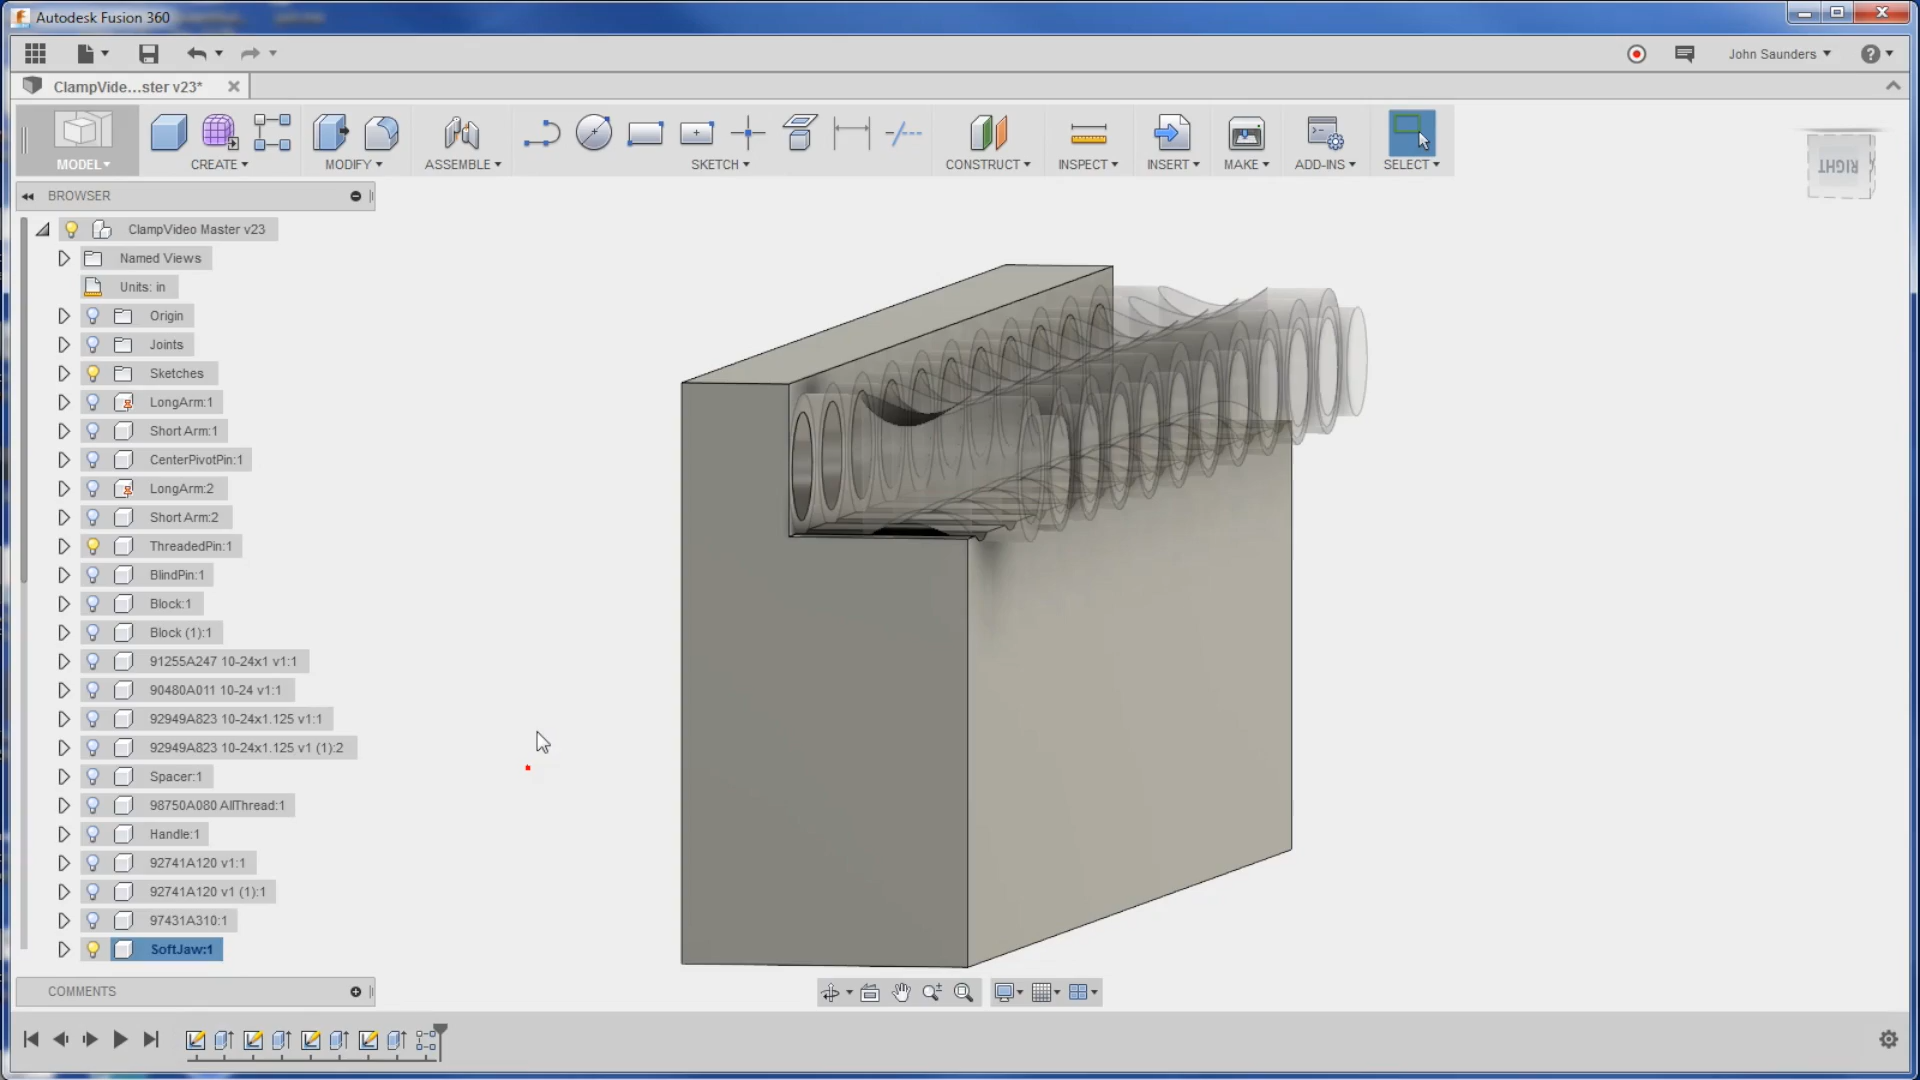 Autodesk Fusion 360
John Saunders
ClampVide...ster v23*
MODEL
CREATE
MODIFY
ASSEMBLE
SKETCH
CONSTRUCT
INSPECT
INSERT
MAKE
ADD-INS
SELECT
RIGHT
BROWSER
ClampVideo Master v23
Named Views
Units: in
Origin
Joints
Sketches
LongArm:1
Short Arm:1
CenterPivotPin:1
LongArm:2
Short Arm:2
ThreadedPin:1
BlindPin:1
Block:1
Block (1):1
91255A247 10-24x1 v1:1
90480A011 10-24 v1:1
92949A823 10-24x1.125 v1:1
92949A823 10-24x1.125 v1 (1):2
Spacer:1
98750A080 AllThread:1
Handle:1
92741A120 v1:1
92741A120 v1 (1):1
97431A310:1
SoftJaw:1
COMMENTS